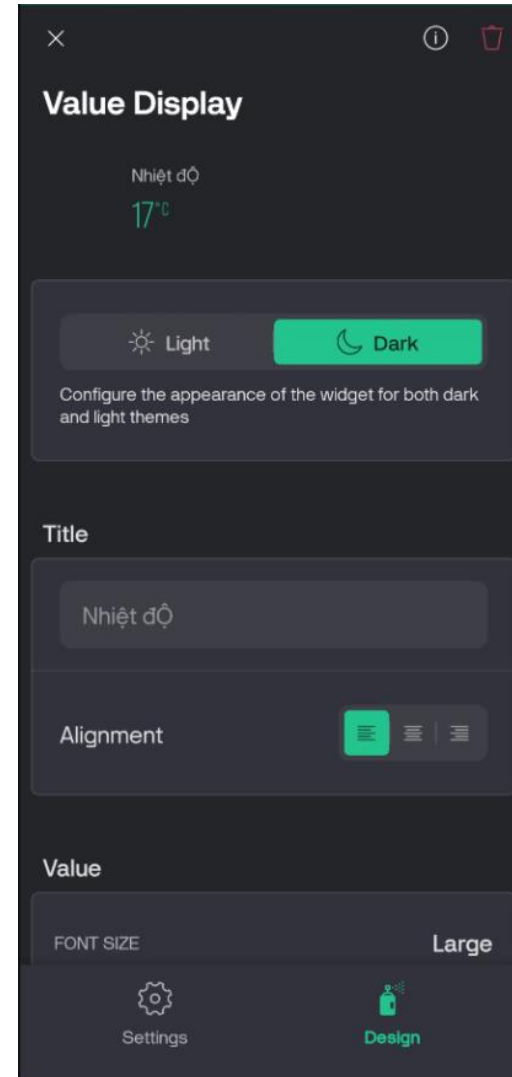 Value Display
Nhiệt độ
17°C
Light
Dark
Configure the appearance of the widget for both dark
and light themes
Title
Nhiệt đỘ
Alignment
Value
FONT SIZE
Large
Settings
Design